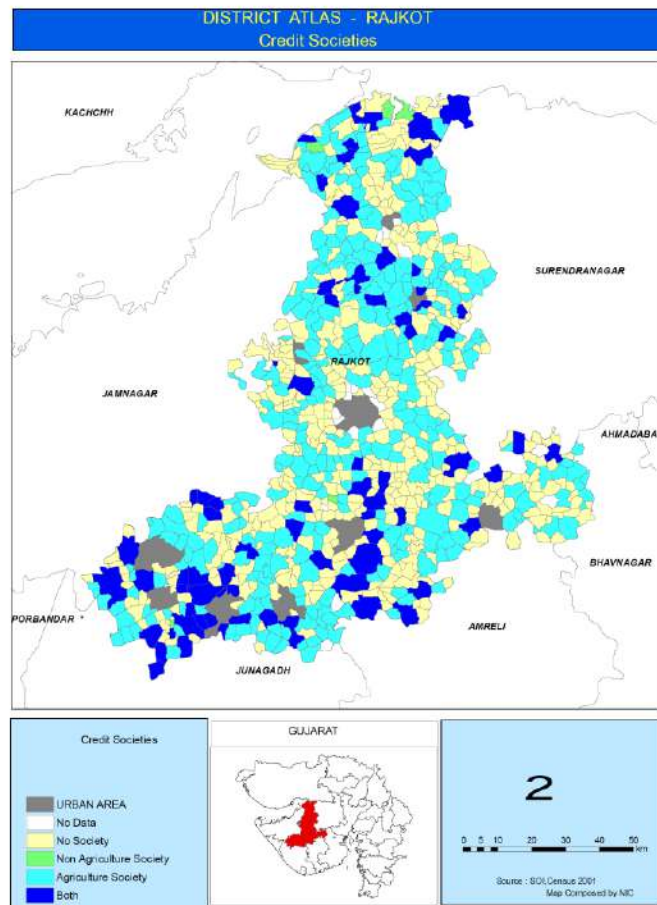 DISTRICT ATLAS - RAJKOT
Credit Societies
KACHCHH
SURENDRANAGAR
RAJKOT
JAMNAGAR
AHMADABA
BHAVNAGAR
PORBANDAR
AMRELI
JUNAGADH
Credit Societies
URBAN AREA
No Data
No Society
Non Agriculture Society
Agriculture Society
Both
GUJARAT
2
0 5 10 20 30 40 50
km
Source : SOI,Census 2001
Map Composed by NIC